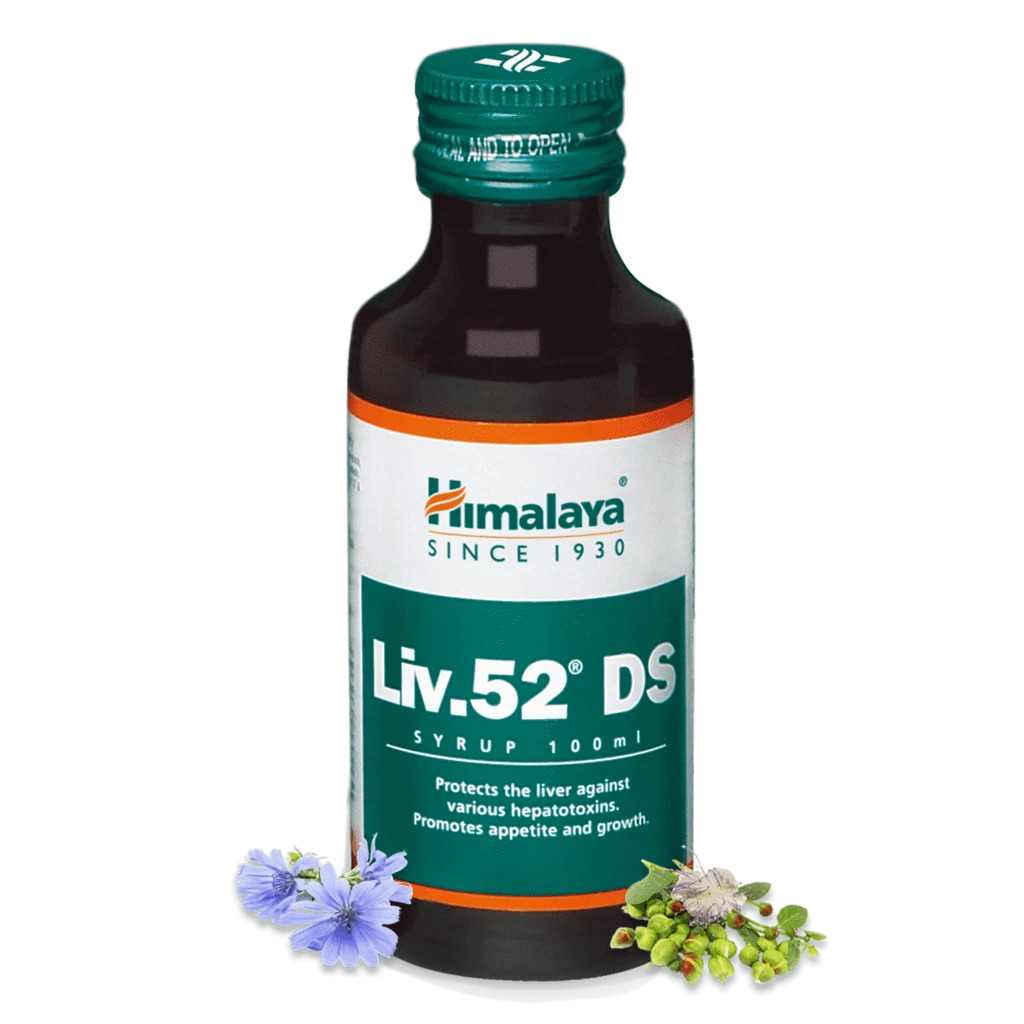 SEAL AND TO OPEN
Himalaya®
SINCE 1930
Liv.52® DS
SYRUP 100ml
Protects the liver against
various hepatotoxins.
Promotes appetite and growth.